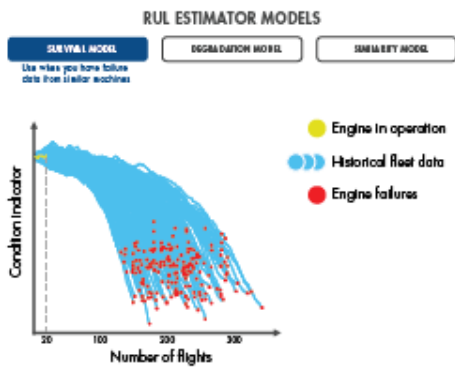 RUL ESTIMATOR MODELS
SURVIVAL MODEL
DEGRADATION MODEL
SIMILARITY MODEL
Use when you have failure
data from similar machines
Engine in operation
Historical fleet data
Engine failures
Condition indicator
20
100
200
300
Number of flights